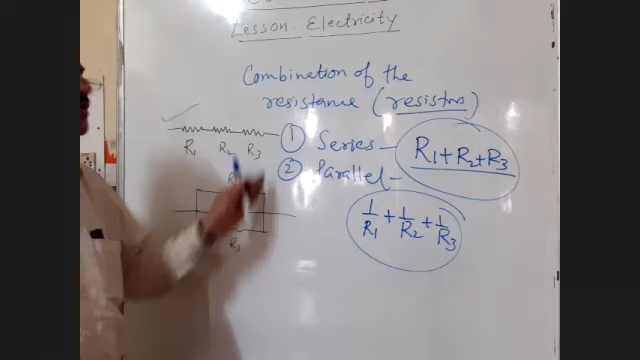 Lesson. Electricity
Combination of the
resistance (resistors)
R1 R2 R3
① Series - R1+R2+R3
② Parallel -
R
R3
1/R1 + 1/R2 + 1/R3